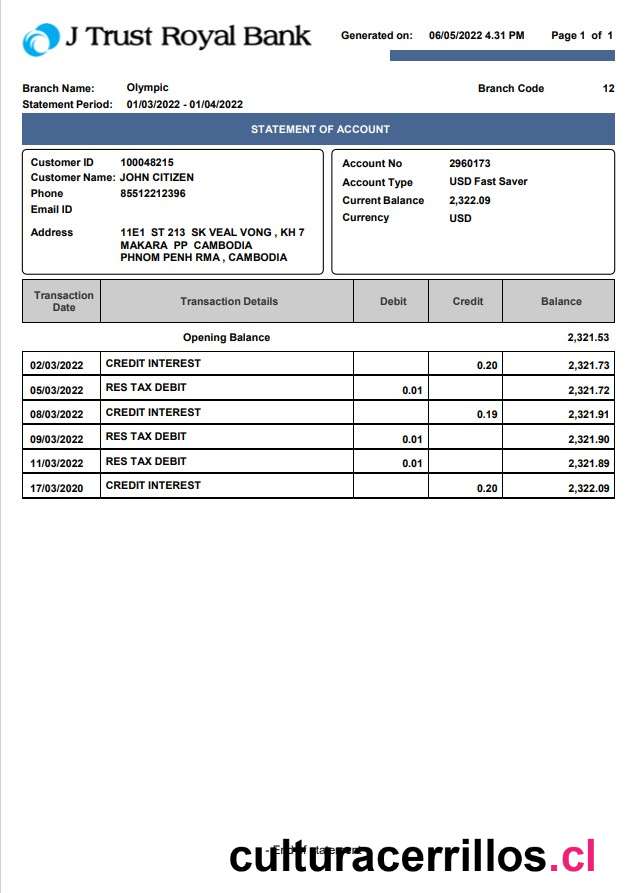 J Trust Royal Bank
Generated on: 06/05/2022 4.31 PM Page 1 of 1
Branch Name: Olympic Branch Code 12
Statement Period: 01/03/2022 - 01/04/2022
STATEMENT OF ACCOUNT
Customer ID 100048215
Customer Name: JOHN CITIZEN
Phone 85512212396
Email ID
Address 11E1 ST 213 SK VEAL VONG , KH 7
MAKARA PP CAMBODIA
PHNOM PENH RMA , CAMBODIA
Account No 2960173
Account Type USD Fast Saver
Current Balance 2,322.09
Currency USD
Transaction Date Transaction Details Debit Credit Balance
Opening Balance 2,321.53
02/03/2022 CREDIT INTEREST 0.20 2,321.73
05/03/2022 RES TAX DEBIT 0.01 2,321.72
08/03/2022 CREDIT INTEREST 0.19 2,321.91
09/03/2022 RES TAX DEBIT 0.01 2,321.90
11/03/2022 RES TAX DEBIT 0.01 2,321.89
17/03/2020 CREDIT INTEREST 0.20 2,322.09
- End of statement -
culturacerrillos.cl